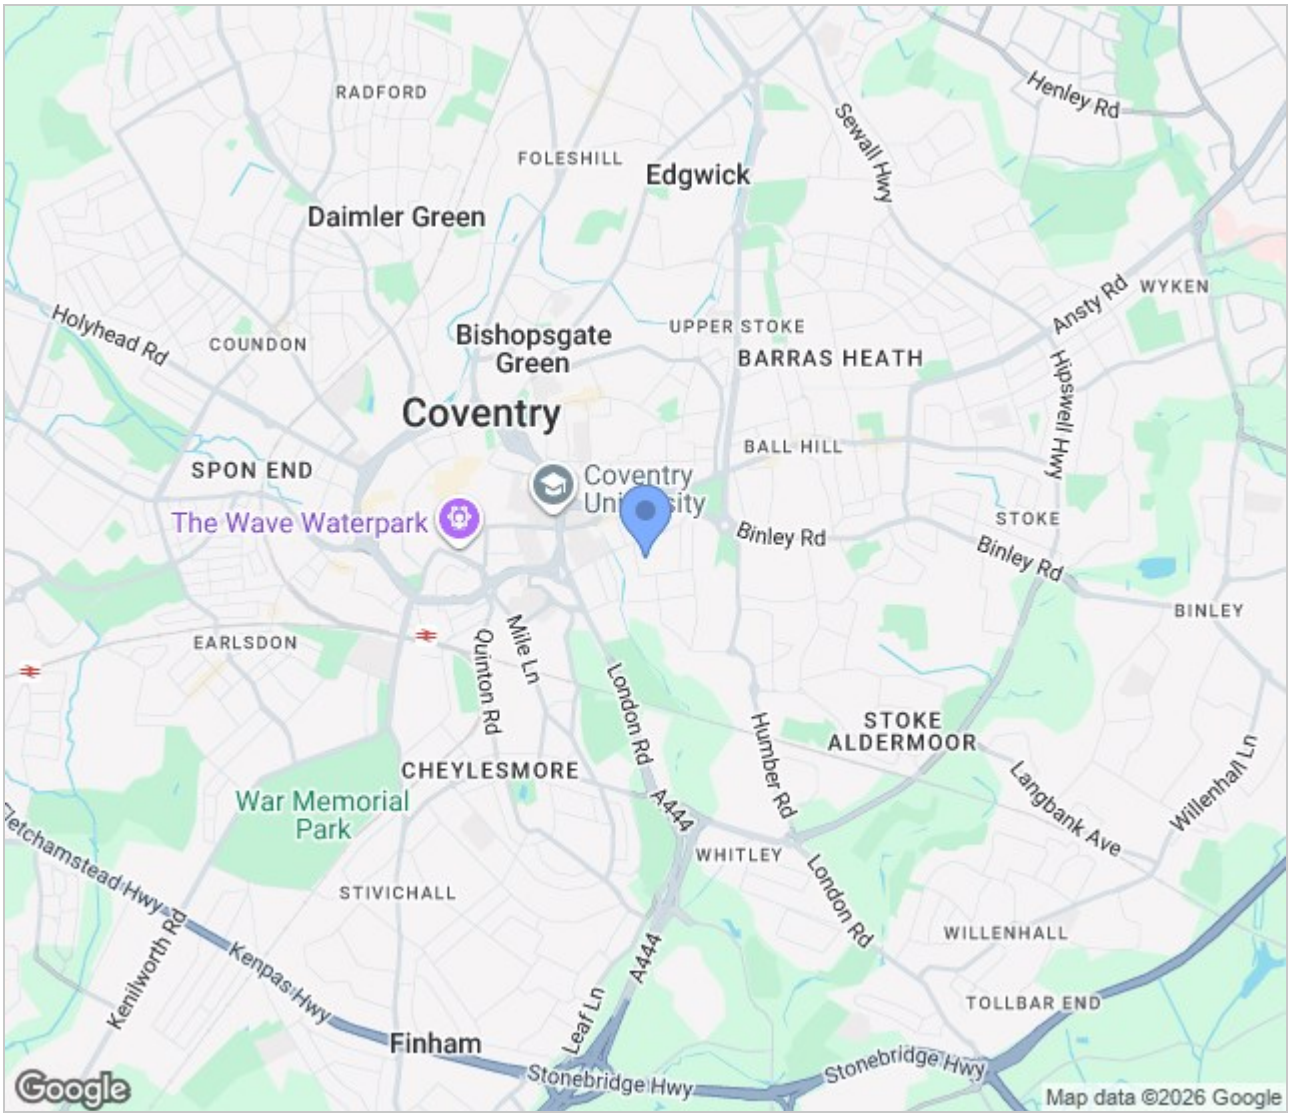 Henley Rd
RADFORD
Sewall Hwy
FOLESHILL
Edgwick
Daimler Green
WYKEN
Ansty Rd
Holyhead Rd
UPPER STOKE
COUNDON
Bishopsgate
Green
BARRAS HEATH
Hipswell Hwy
Coventry
BALL HILL
SPON END
Coventry
University
The Wave Waterpark
STOKE
Binley Rd
Binley Rd
BINLEY
EARLSDON
Mile Ln
Quinton Rd
London Rd
STOKE
ALDERMOOR
Humber Rd
CHEYLESMORE
Willenhall Ln
Langbank Ave
War Memorial
Park
A444
Fletchamstead Hwy
WHITLEY
STIVICHALL
London Rd
WILLENHALL
Kenilworth Rd
Kenpas Hwy
A444
TOLLBAR END
Leaf Ln
Finham
Stonebridge Hwy
Stonebridge Hwy
Google
Map data ©2026 Google